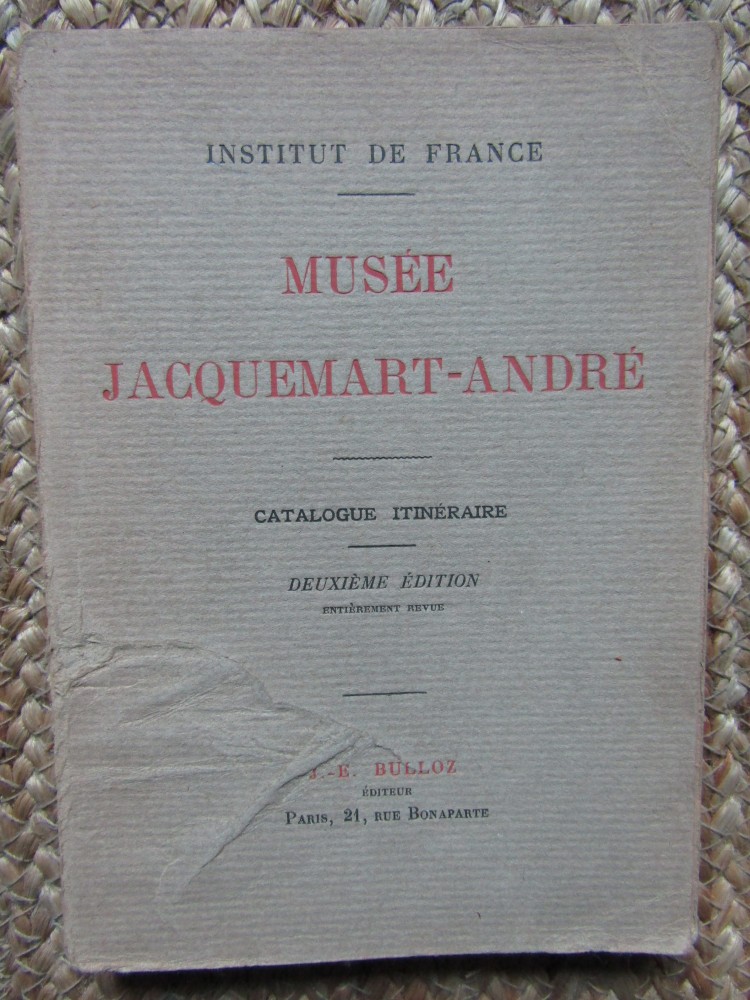 INSTITUT DE FRANCE
MUSÉE
JACQUEMART-ANDRÉ
CATALOGUE ITINÉRAIRE
DEUXIÈME ÉDITION
ENTIÈREMENT REVUE
J.-E. BULLOZ
ÉDITEUR
PARIS, 21, RUE BONAPARTE